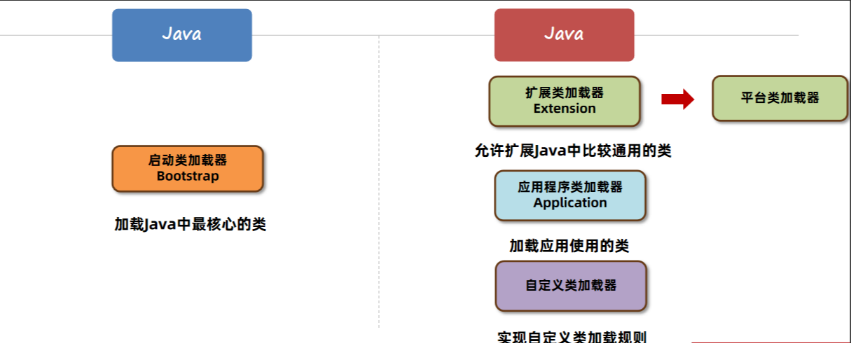 Java
Java
扩展类加载器
Extension
平台类加载器
允许扩展Java中比较通用的类
启动类加载器
Bootstrap
加载Java中最核心的类
应用程序类加载器
Application
加载应用使用的类
自定义类加载器
实现自定义类加载规则